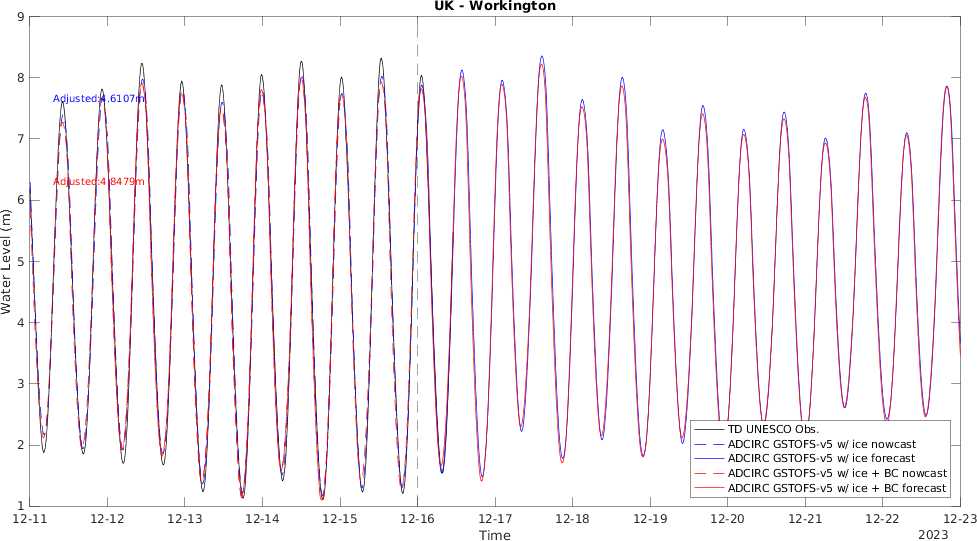 UK - Workington
9
8
7
6
5
4
3
2
1
Water Level (m)
Adjusted:4.6107m
Adjusted:4.8479m
TD UNESCO Obs.
ADCIRC GSTOFS-v5 w/ ice nowcast
ADCIRC GSTOFS-v5 w/ ice forecast
ADCIRC GSTOFS-v5 w/ ice + BC nowcast
ADCIRC GSTOFS-v5 w/ ice + BC forecast
12-11 12-12 12-13 12-14 12-15 12-16 12-17 12-18 12-19 12-20 12-21 12-22 12-23
Time
2023